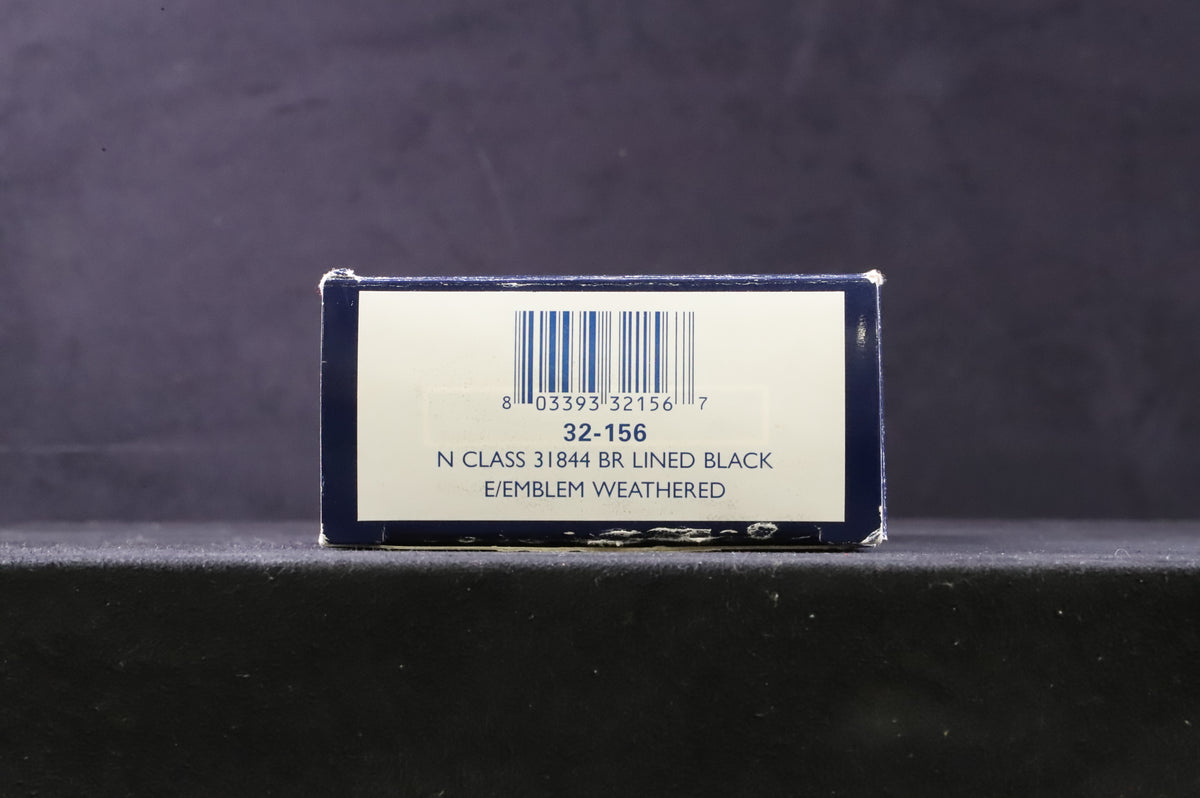 8 03393 32156 7
32-156
N CLASS 31844 BR LINED BLACK
E/EMBLEM WEATHERED